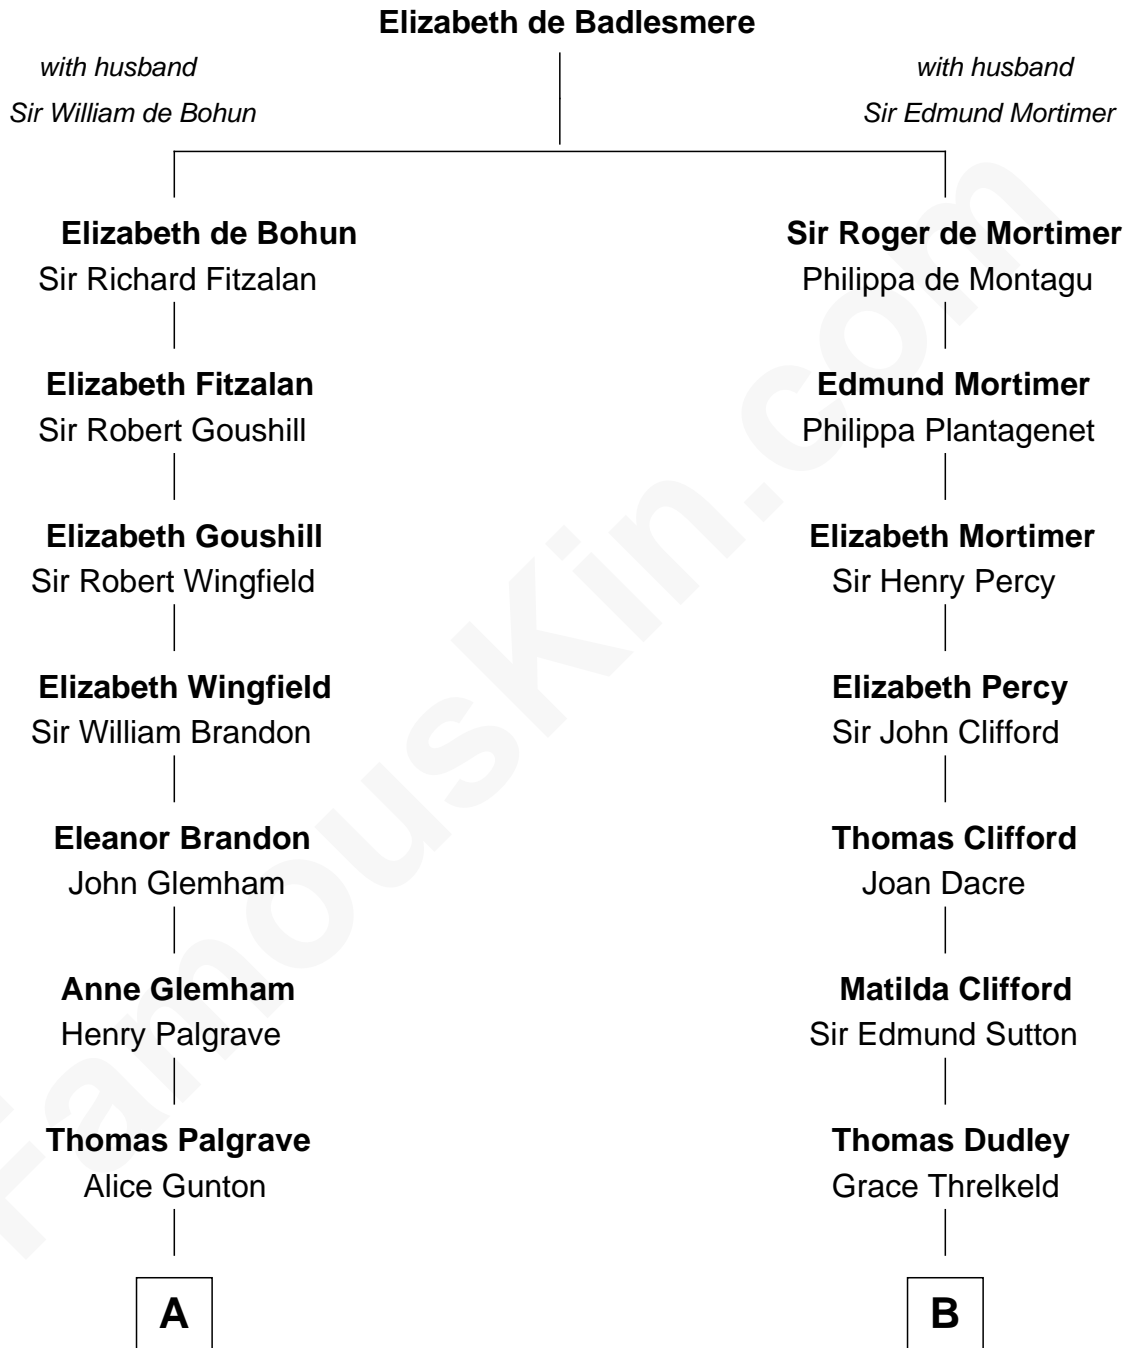 Elizabeth de Badlesmere
with husband
Sir William de Bohun
with husband
Sir Edmund Mortimer
Elizabeth de Bohun
Sir Richard Fitzalan
Sir Roger de Mortimer
Philippa de Montagu
Elizabeth Fitzalan
Sir Robert Goushill
Edmund Mortimer
Philippa Plantagenet
Elizabeth Goushill
Sir Robert Wingfield
Elizabeth Mortimer
Sir Henry Percy
Elizabeth Wingfield
Sir William Brandon
Elizabeth Percy
Sir John Clifford
Eleanor Brandon
John Glemham
Thomas Clifford
Joan Dacre
Anne Glemham
Henry Palgrave
Matilda Clifford
Sir Edmund Sutton
Thomas Palgrave
Alice Gunton
Thomas Dudley
Grace Threlkeld
A
B
FamousKin.com